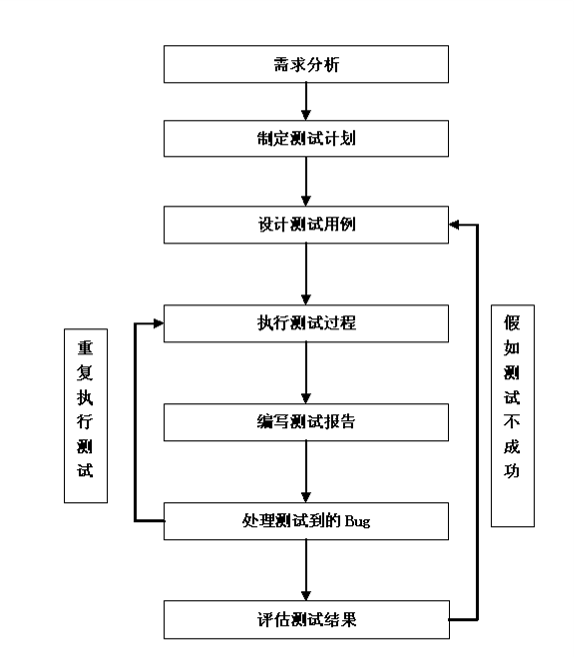 需求分析
制定测试计划
设计测试用例
执行测试过程
重复执行测试
假如测试不成功
编写测试报告
处理测试到的Bug
评估测试结果